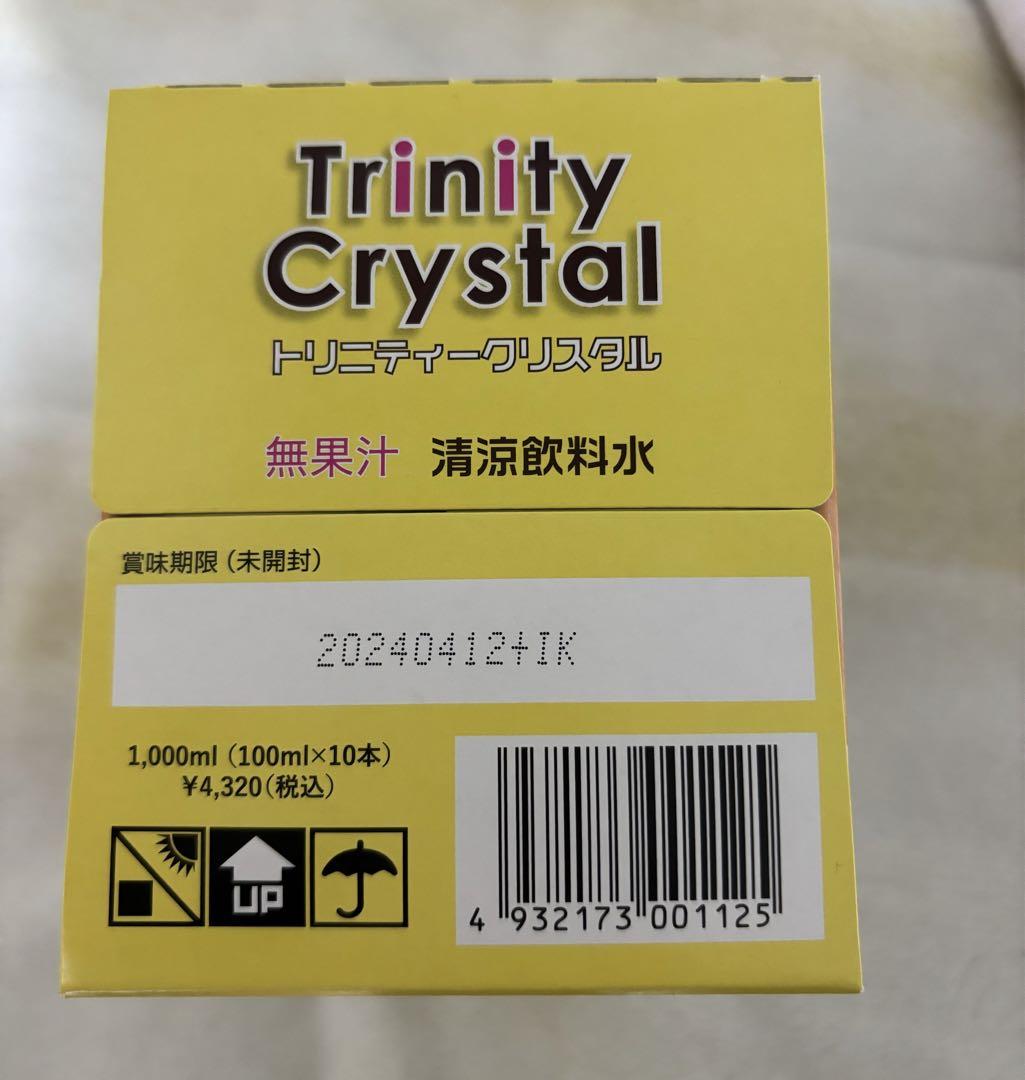 Trinity
Crystal
トリニティークリスタル
無果汁 清涼飲料水
賞味期限（未開封）
20240412+IK
1,000ml（100ml×10本）
¥4,320（税込）
UP
4 932173 001125